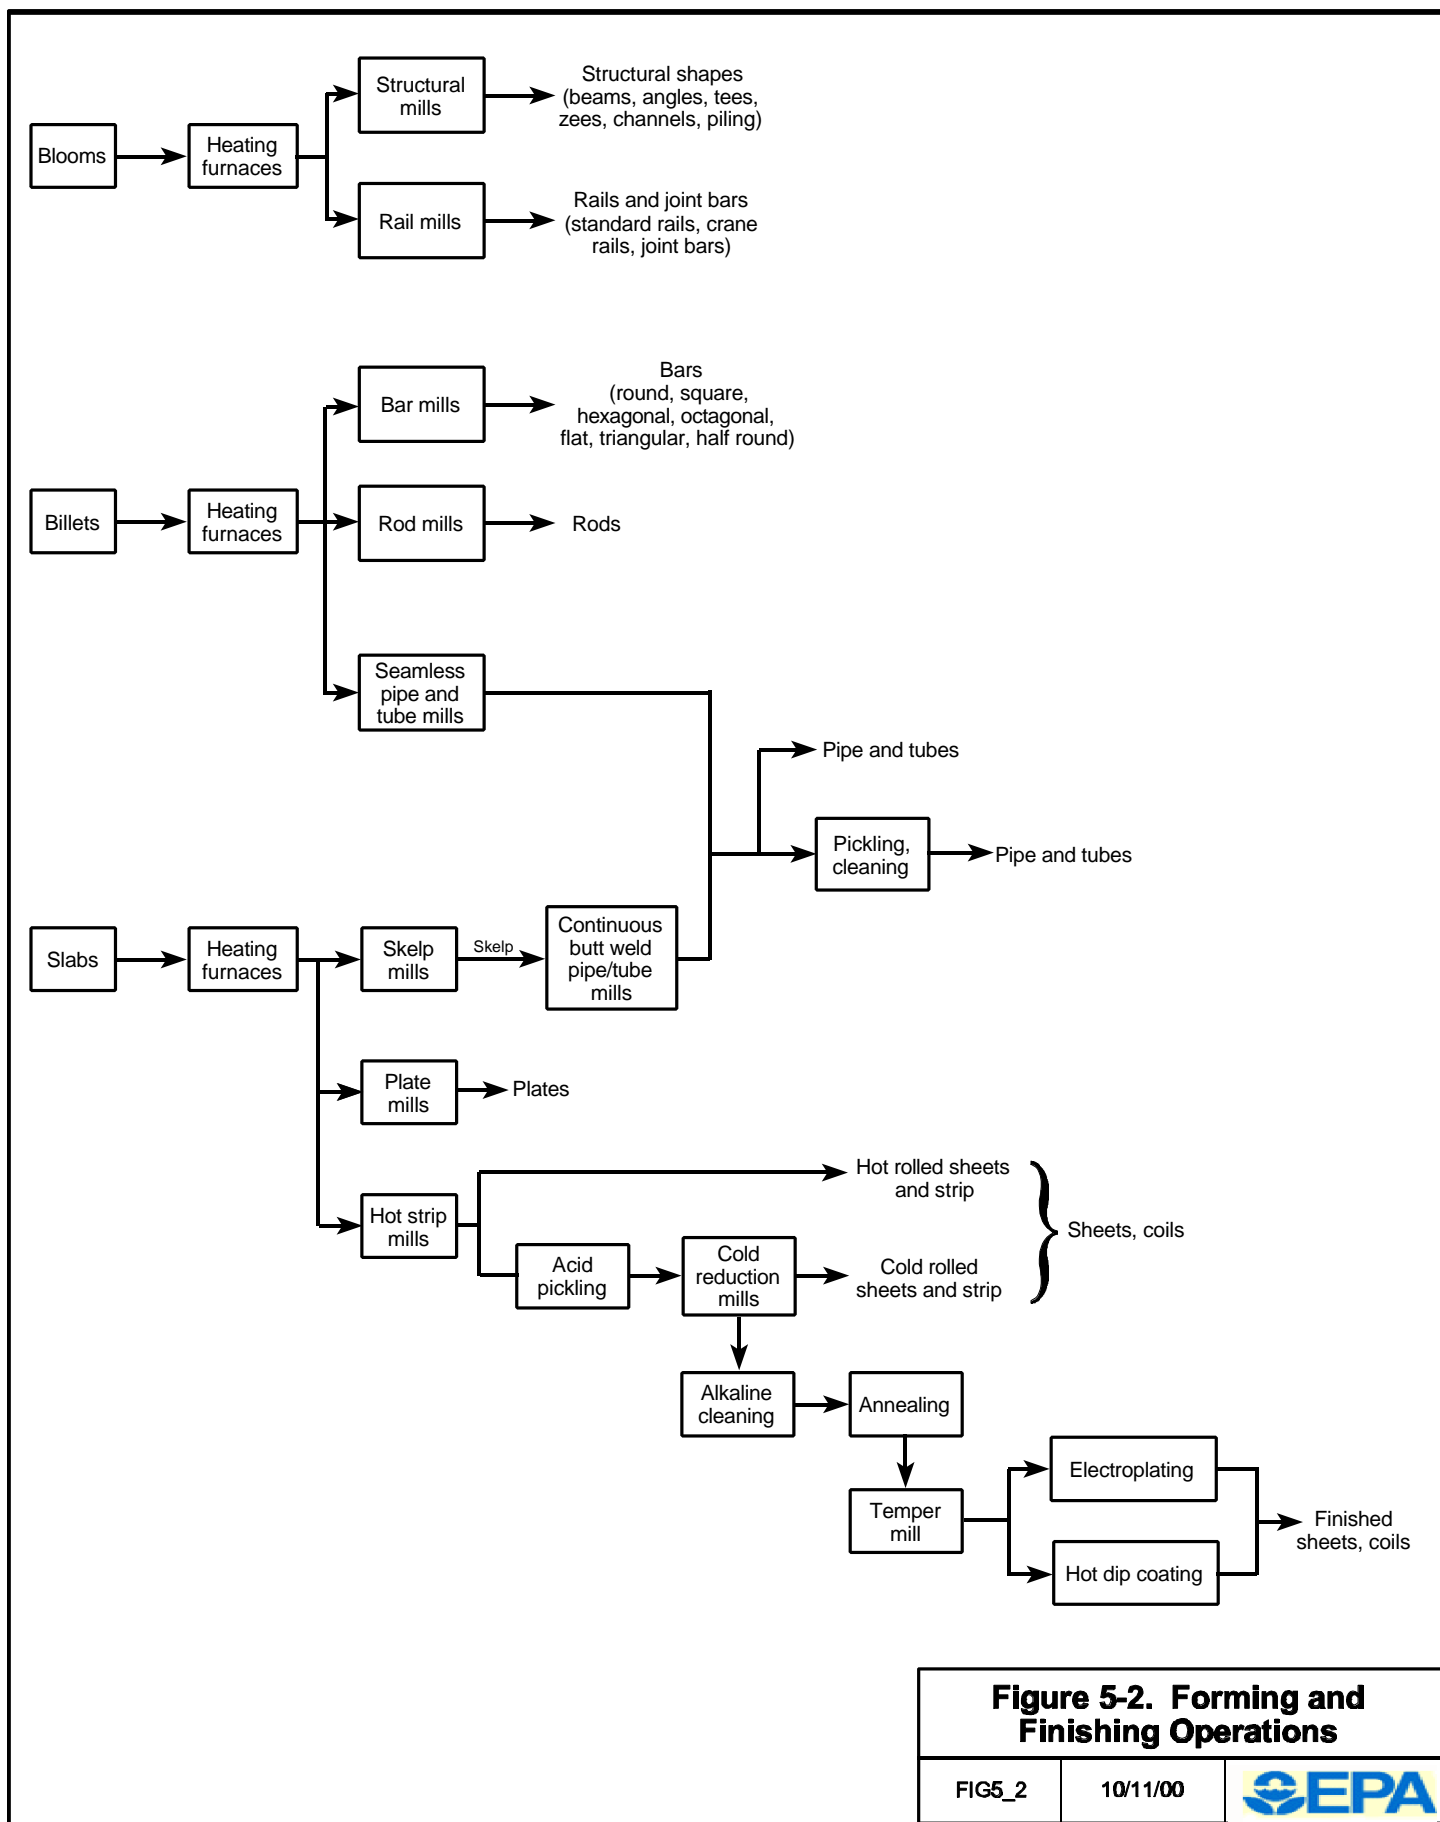 Structural
mills
Structural shapes
(beams, angles, tees,
zees, channels, piling)
Blooms
Heating
furnaces
Rail mills
Rails and joint bars
(standard rails, crane
rails, joint bars)
Bar mills
Bars
(round, square,
hexagonal, octagonal,
flat, triangular, half round)
Billets
Heating
furnaces
Rod mills
Rods
Seamless
pipe and
tube mills
Pipe and tubes
Pickling,
cleaning
Pipe and tubes
Slabs
Heating
furnaces
Skelp
mills
Skelp
Continuous
butt weld
pipe/tube
mills
Plate
mills
Plates
Hot strip
mills
Hot rolled sheets
and strip
Sheets, coils
Acid
pickling
Cold
reduction
mills
Cold rolled
sheets and strip
Alkaline
cleaning
Annealing
Temper
mill
Electroplating
Hot dip coating
Finished
sheets, coils
Figure 5-2. Forming and
Finishing Operations
FIG5_2
10/11/00
EPA